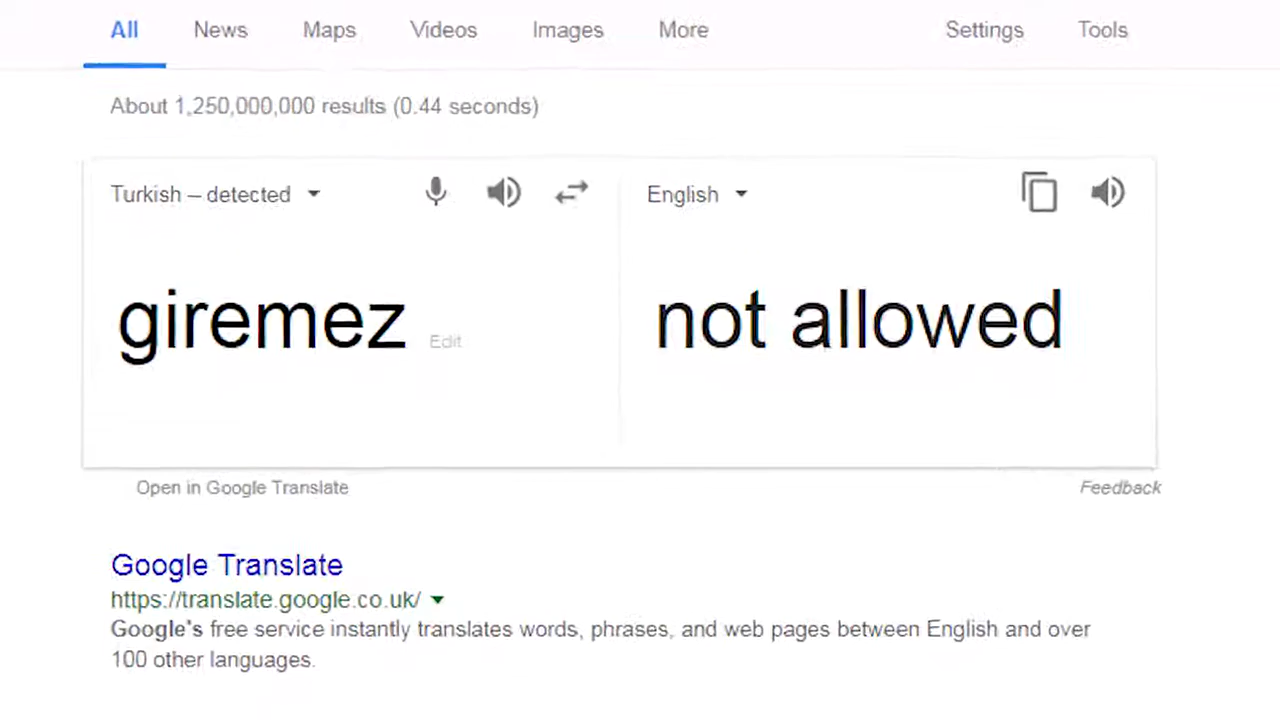 All News Maps Videos Images More Settings Tools
About 1,250,000,000 results (0.44 seconds)
Turkish – detected English
giremez Edit not allowed
Open in Google Translate Feedback
Google Translate
https://translate.google.co.uk/
Google's free service instantly translates words, phrases, and web pages between English and over
100 other languages.